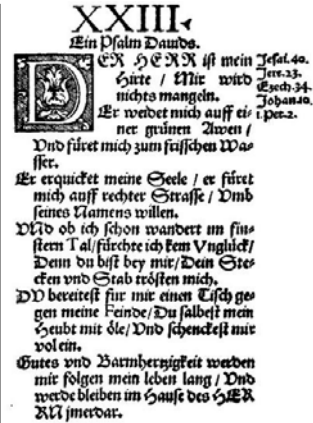 XXIII.
Ein Psalm Dauids.
DER HERR ist mein
Hirte / Mir wird
nichts mangeln.
Er weidet mich auff ei-
ner grünen Awen /
Vnd füret mich zum frisschen Was-
ser.
Er erquicket meine Seele / er füret
mich auff rechter Strasse / Vmb
seines Namens willen.
VNd ob ich schon wandert im fin-
stern Tal / fürchte ich kein Vnglück /
Denn du bist bey mir / Dein Ste-
cken vnd Stab trösten mich.
DV bereitest fur mir einen Tisch ge-
gen meine Feinde / Du salbest mein
Heubt mit öle / Vnd schenckest mir
vol ein.
Gutes vnd Barmhertzigkeit werden
mir folgen mein leben lang / Vnd
werde bleiben im Hause des HER
RN jmerdar.
Jesai.40.
Jere.23.
Ezech.34.
Johan.10.
1.Pet.2.